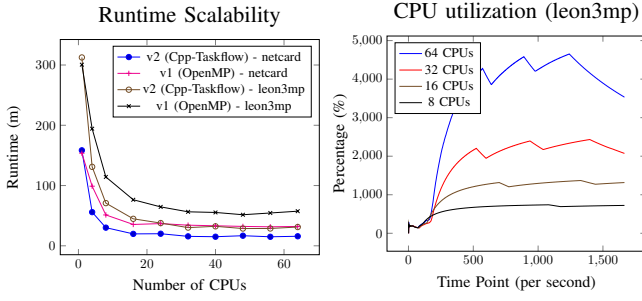 Runtime Scalability
v2 (Cpp-Taskflow) - netcard
v1 (OpenMP) - netcard
v2 (Cpp-Taskflow) - leon3mp
v1 (OpenMP) - leon3mp
300
200
100
0
0
20
40
60
Runtime (m)
Number of CPUs
CPU utilization (leon3mp)
64 CPUs
32 CPUs
16 CPUs
8 CPUs
5,000
4,000
3,000
2,000
1,000
0
0
500
1,000
1,500
Percentage (%)
Time Point (per second)